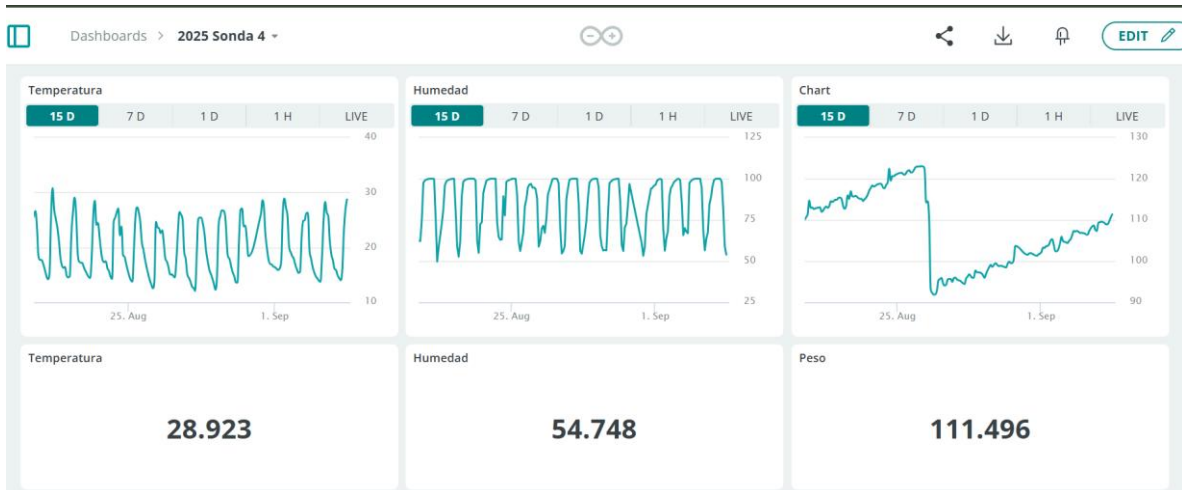 Dashboards > 2025 Sonda 4
EDIT
Temperatura
15 D 7 D 1 D 1 H LIVE
40
30
20
10
25. Aug 1. Sep
Humedad
15 D 7 D 1 D 1 H LIVE
125
100
75
50
25
25. Aug 1. Sep
Chart
15 D 7 D 1 D 1 H LIVE
130
120
110
100
90
25. Aug 1. Sep
Temperatura
28.923
Humedad
54.748
Peso
111.496